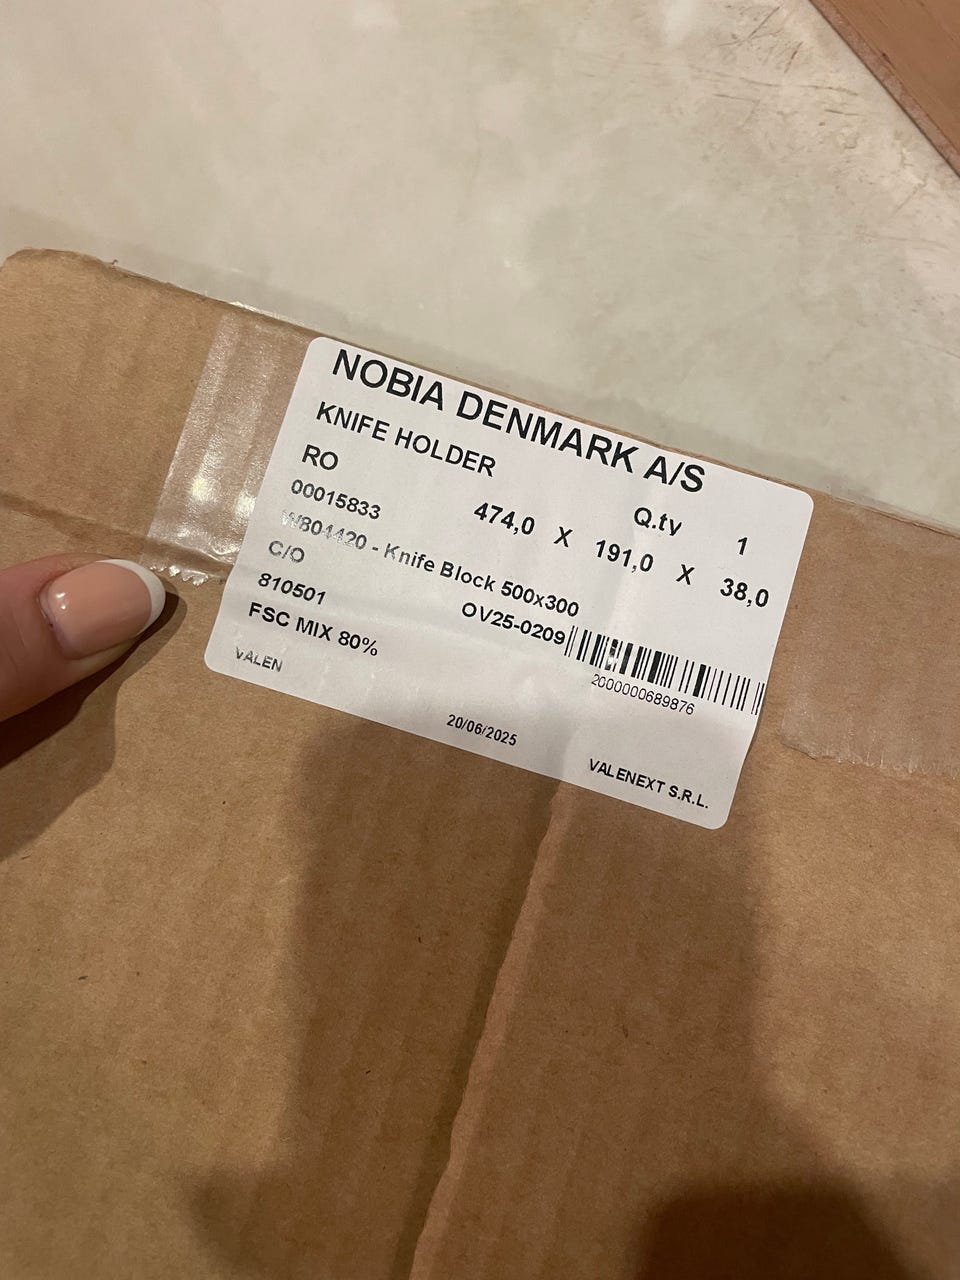 NOBIA DENMARK A/S
KNIFE HOLDER
RO
Q.ty 1
00015833
474,0 X 191,0 X 38,0
W804420 - Knife Block 500x300
C/O
810501
OV25-0209
2000000689876
FSC MIX 80%
VALEN
20/06/2025
VALENEXT S.R.L.